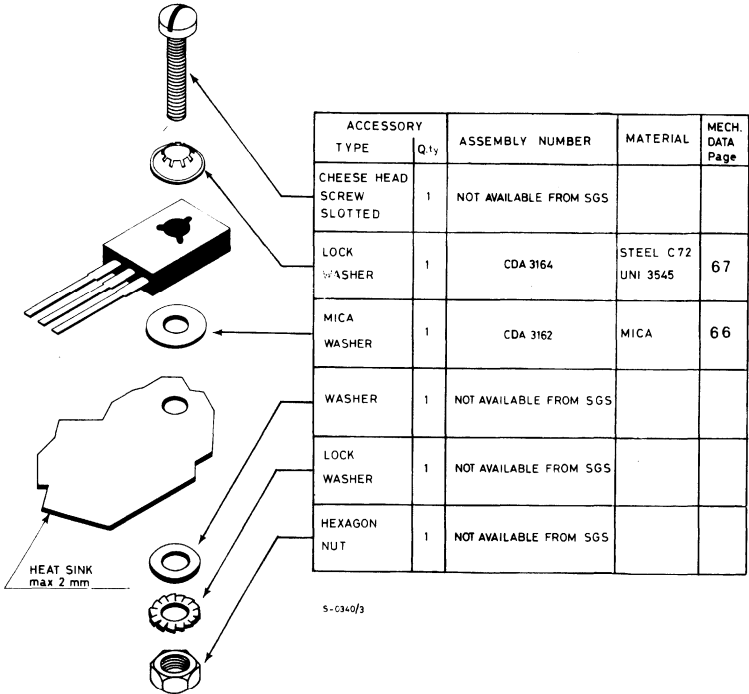 ACCESSORY
TYPE
Q.ty
ASSEMBLY NUMBER
MATERIAL
MECH.
DATA
Page
CHEESE HEAD
SCREW
SLOTTED
1
NOT AVAILABLE FROM SGS
LOCK
WASHER
1
CDA 3164
STEEL C72
UNI 3545
67
MICA
WASHER
1
CDA 3162
MICA
66
WASHER
1
NOT AVAILABLE FROM SGS
LOCK
WASHER
1
NOT AVAILABLE FROM SGS
HEXAGON
NUT
1
NOT AVAILABLE FROM SGS
HEAT SINK
max 2 mm
S-0340/3